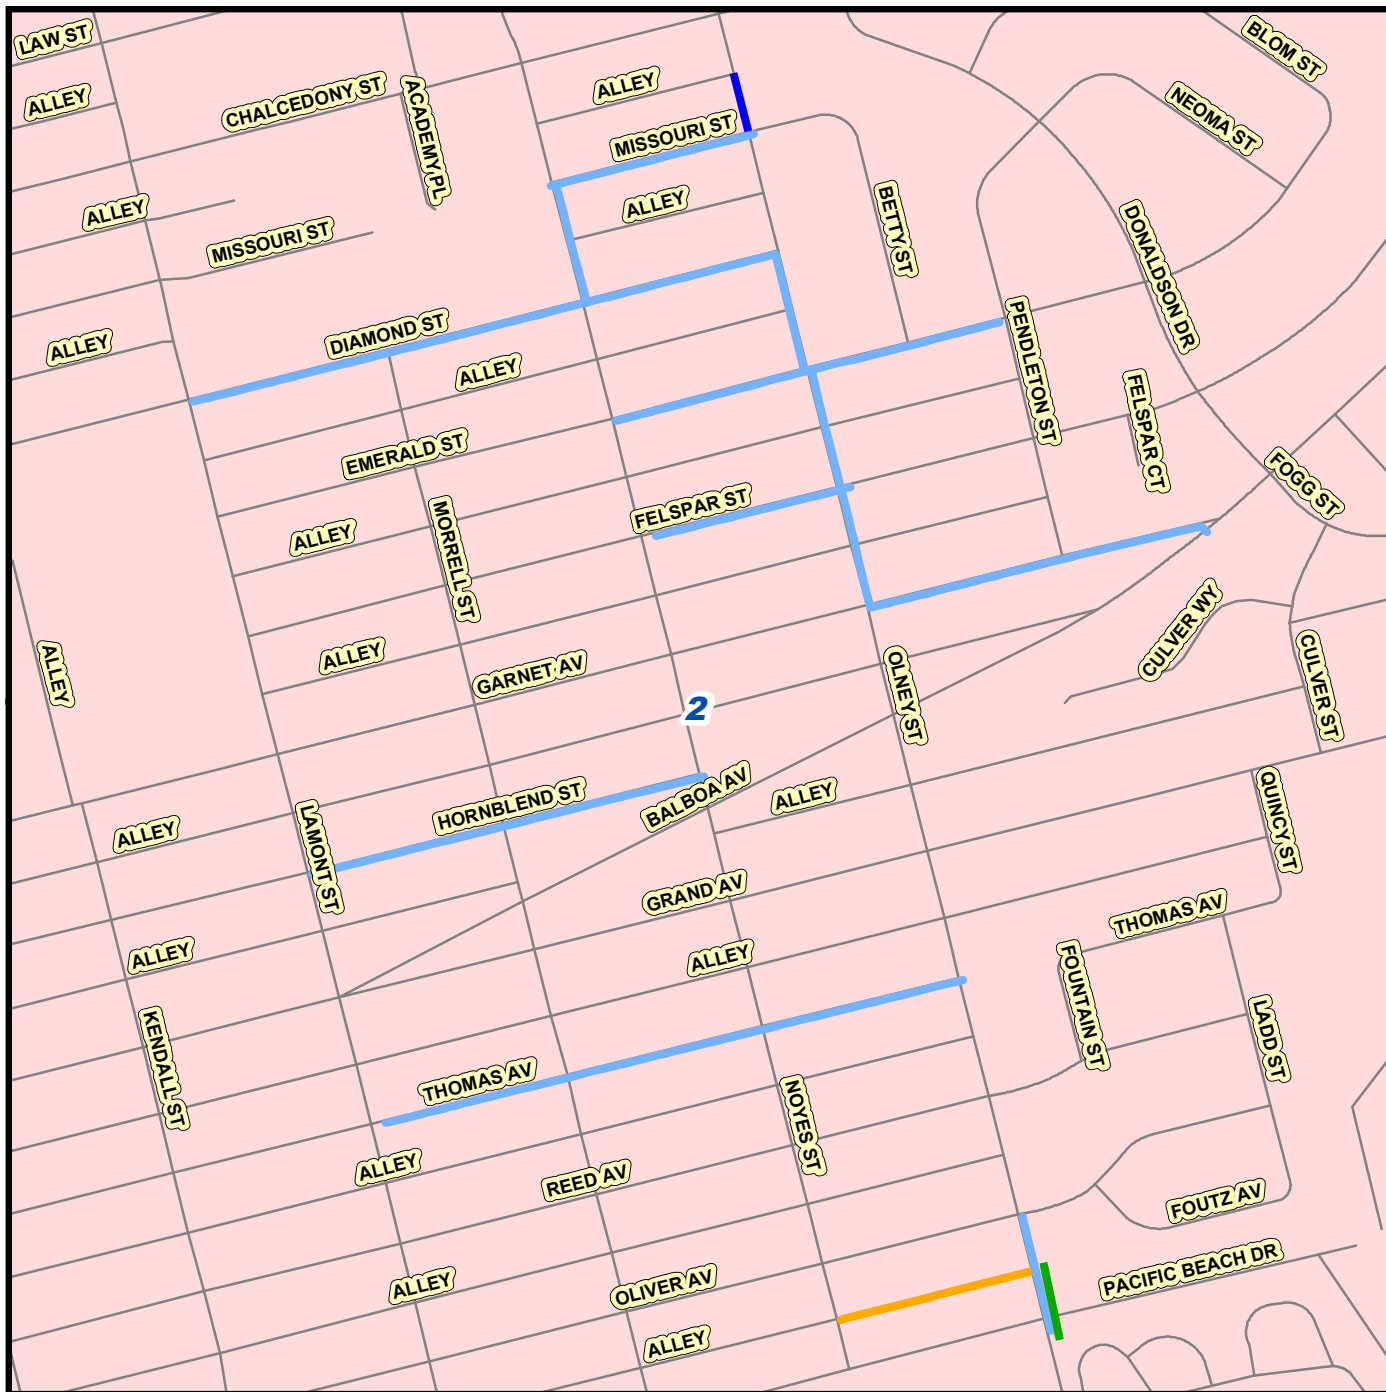 LAW ST
BLOM ST
ALLEY
CHALCEDONY ST
ACADEMY PL
ALLEY
NEOMA ST
MISSOURI ST
ALLEY
ALLEY
BETTY ST
MISSOURI ST
DONALDSON DR
ALLEY
DIAMOND ST
ALLEY
PENDLETON ST
FELSPAR CT
EMERALD ST
FOGG ST
ALLEY
MORRELL ST
FELSPAR ST
ALLEY
ALLEY
GARNET AV
CULVER WY
OLNEY ST
CULVER ST
2
HORNBLEND ST
BALBOA AV
ALLEY
ALLEY
LAMONT ST
QUINCY ST
GRAND AV
THOMAS AV
ALLEY
ALLEY
FOUNTAIN ST
KENDALL ST
LADD ST
THOMAS AV
NOYES ST
ALLEY
REED AV
FOUTZ AV
ALLEY
OLIVER AV
PACIFIC BEACH DR
ALLEY